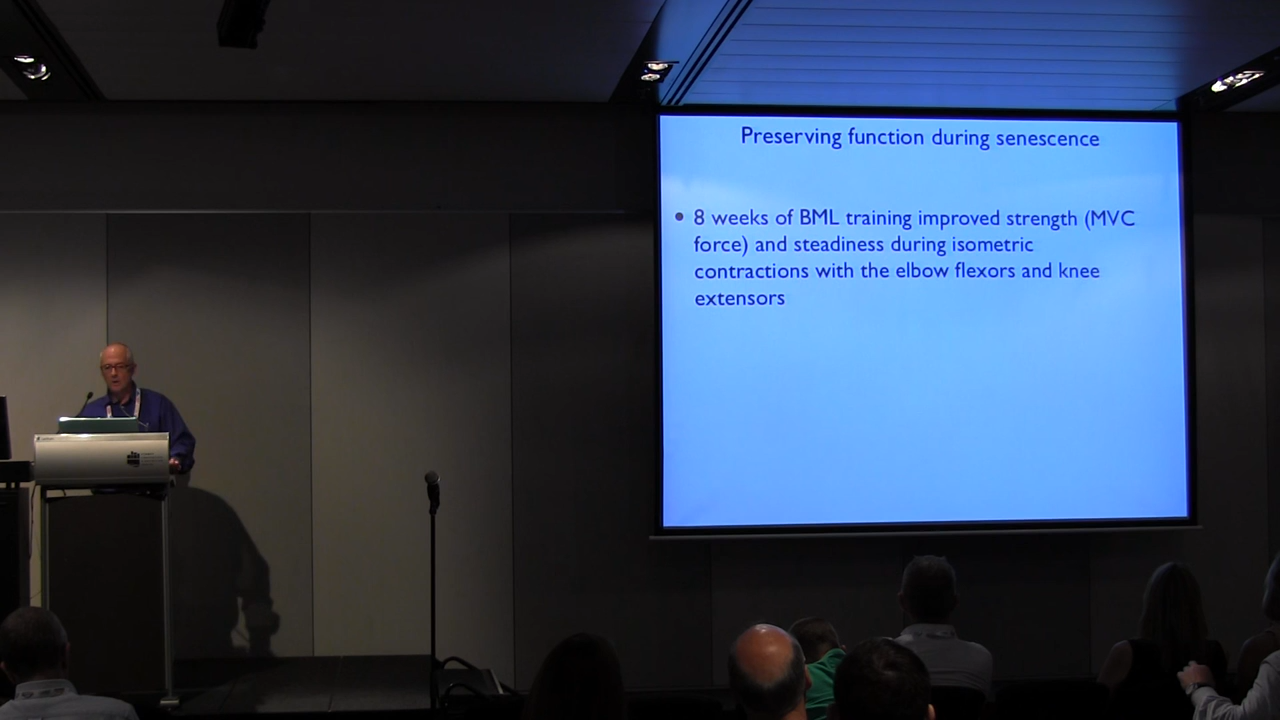 Preserving function during senescence
• 8 weeks of BML training improved strength (MVC
force) and steadiness during isometric
contractions with the elbow flexors and knee
extensors